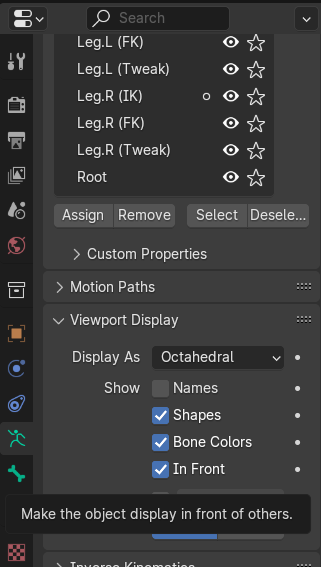 Search
Leg.L (FK)
Leg.L (Tweak)
Leg.R (IK)
Leg.R (FK)
Leg.R (Tweak)
Root
Assign Remove Select Desele...
Custom Properties
Motion Paths
Viewport Display
Display As Octahedral
Show Names
Shapes
Bone Colors
In Front
Make the object display in front of others.
Inverse Kinematics